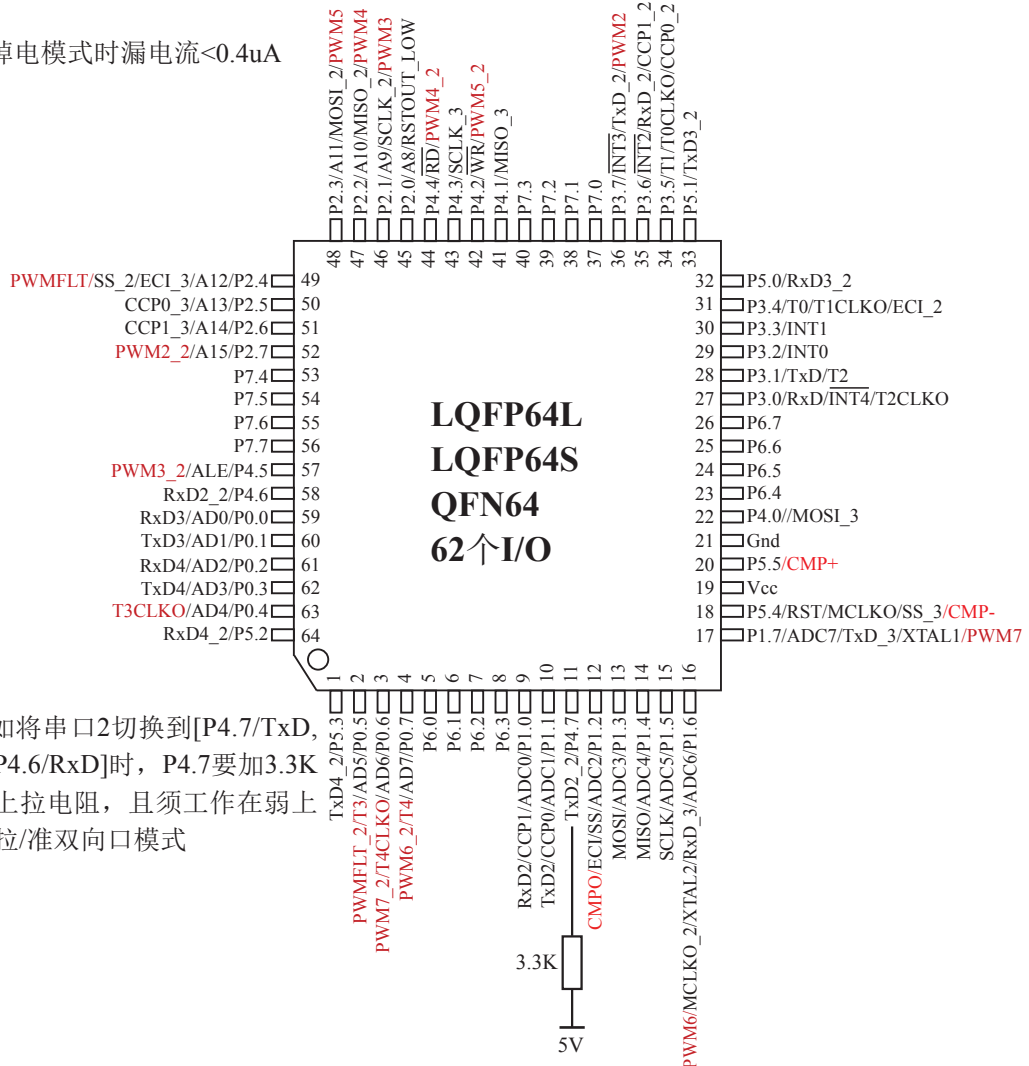 掉电模式时漏电流<0.4uA
P2.3/A11/MOSI_2/PWM5
P2.2/A10/MISO_2/PWM4
P2.1/A9/SCLK_2/PWM3
P2.0/A8/RSTOUT_LOW
P4.4/RD/PWM4_2
P4.3/SCLK_3
P4.2/WR/PWM5_2
P4.1/MISO_3
P7.3
P7.2
P7.1
P7.0
P3.7/INT3/TxD_2/PWM2
P3.6/INT2/RxD_2/CCP1_2
P3.5/T1/T0CLKO/CCP0_2
P5.1/TxD3_2
48 47 46 45 44 43 42 41 40 39 38 37 36 35 34 33
PWMFLT/SS_2/ECI_3/A12/P2.4 49
CCP0_3/A13/P2.5 50
CCP1_3/A14/P2.6 51
PWM2_2/A15/P2.7 52
P7.4 53
P7.5 54
P7.6 55
P7.7 56
PWM3_2/ALE/P4.5 57
RxD2_2/P4.6 58
RxD3/AD0/P0.0 59
TxD3/AD1/P0.1 60
RxD4/AD2/P0.2 61
TxD4/AD3/P0.3 62
T3CLKO/AD4/P0.4 63
RxD4_2/P5.2 64
LQFP64L
LQFP64S
QFN64
62个I/O
32 P5.0/RxD3_2
31 P3.4/T0/T1CLKO/ECI_2
30 P3.3/INT1
29 P3.2/INT0
28 P3.1/TxD/T2
27 P3.0/RxD/INT4/T2CLKO
26 P6.7
25 P6.6
24 P6.5
23 P6.4
22 P4.0//MOSI_3
21 Gnd
20 P5.5/CMP+
19 Vcc
18 P5.4/RST/MCLKO/SS_3/CMP-
17 P1.7/ADC7/TxD_3/XTAL1/PWM7
1 2 3 4 5 6 7 8 9 10 11 12 13 14 15 16
TxD4_2/P5.3
PWMFLT_2/T3/AD5/P0.5
PWM7_2/T4CLKO/AD6/P0.6
PWM6_2/T4/AD7/P0.7
P6.0
P6.1
P6.2
P6.3
RxD2/CCP1/ADC0/P1.0
TxD2/CCP0/ADC1/P1.1
TxD2_2/P4.7
CMPO/ECI/SS/ADC2/P1.2
MOSI/ADC3/P1.3
MISO/ADC4/P1.4
SCLK/ADC5/P1.5
PWM6/MCLKO_2/XTAL2/RxD_3/ADC6/P1.6
如将串口2切换到[P4.7/TxD,
P4.6/RxD]时，P4.7要加3.3K
上拉电阻，且须工作在弱上
拉/准双向口模式
3.3K
5V